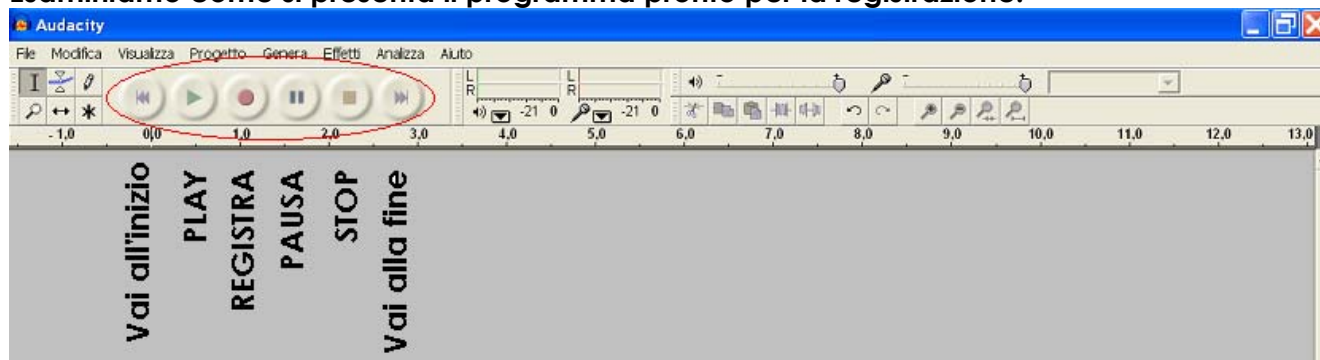 Esaminiamo come si presenta il programma pronto per la registrazione:
Audacity
File Modifica Visualizza Progetto Genera Effetti Analizza Aiuto
L
R
L
R
-21 0
-21 0
- 1,0 0,0 1,0 2,0 3,0 4,0 5,0 6,0 7,0 8,0 9,0 10,0 11,0 12,0 13,0
Vai all'inizio
PLAY
REGISTRA
PAUSA
STOP
Vai alla fine